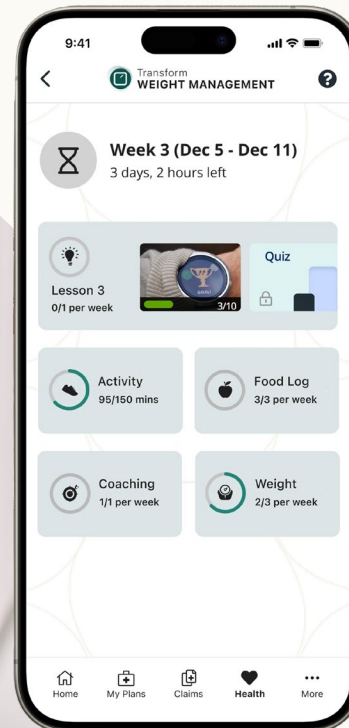 9:41
Transform
WEIGHT MANAGEMENT
?
Week 3 (Dec 5 - Dec 11)
3 days, 2 hours left
Lesson 3
0/1 per week
3/10
Quiz
Activity
95/150 mins
Food Log
3/3 per week
Coaching
1/1 per week
Weight
2/3 per week
Home
My Plans
Claims
Health
More